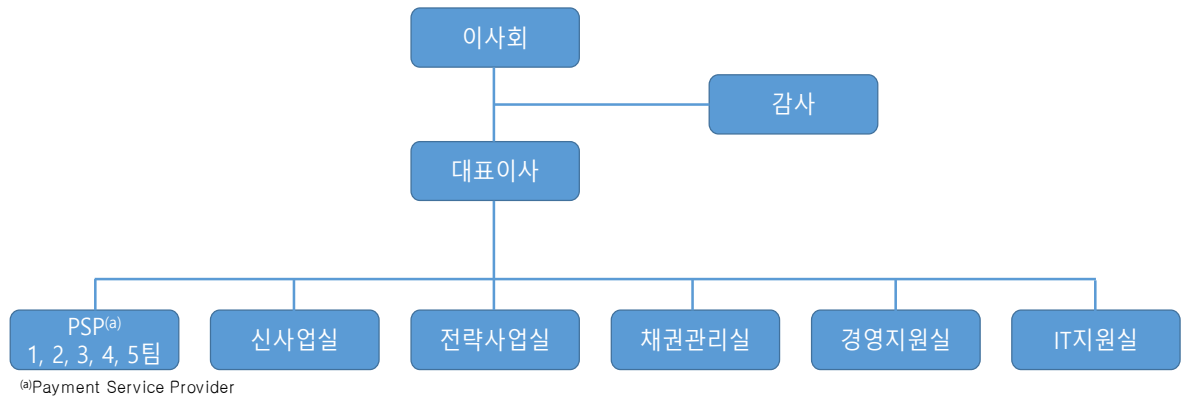 이사회
감사
대표이사
PSP(a)
1, 2, 3, 4, 5팀
신사업실
전략사업실
채권관리실
경영지원실
IT지원실
(a)Payment Service Provider